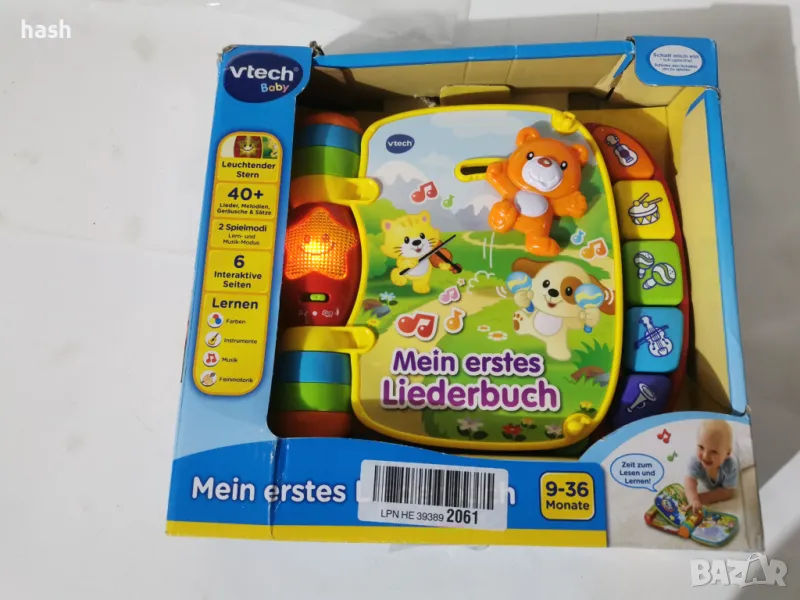 hash
vtech
Baby
Leuchtender
Stern
40+
Lieder, Melodien,
Geräusche & Sätze
2 Spielmodi
Lern- und
Musik-Modus
6
Interaktive
Seiten
Lernen
Farben
Instrumente
Musik
Feinmotorik
vtech
Mein erstes
Liederbuch
Zeit zum
Lesen und
Lernen!
Mein erstes
9-36
Monate
LPN HE 39389 2061
BAZAR